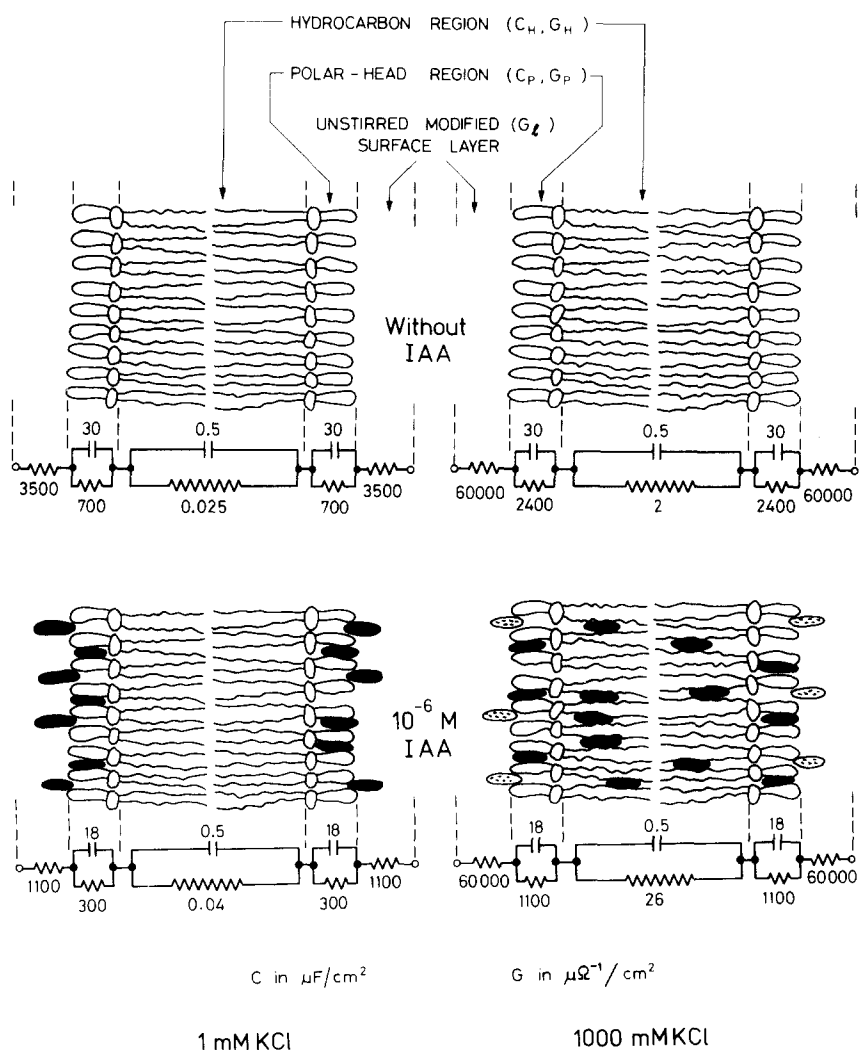 HYDROCARBON REGION (C_H, G_H)
POLAR-HEAD REGION (C_P, G_P)
UNSTIRRED MODIFIED (G_ℓ)
SURFACE LAYER
Without
IAA
30 0.5 30 30 0.5 30
3500 700 0.025 700 3500 60000 2400 2 2400 60000
10⁻⁶ M
IAA
18 0.5 18 18 0.5 18
1100 300 0.04 300 1100 60000 1100 26 1100 60000
C in μF/cm² G in μΩ⁻¹/cm²
1 mM KCl 1000 mM KCl